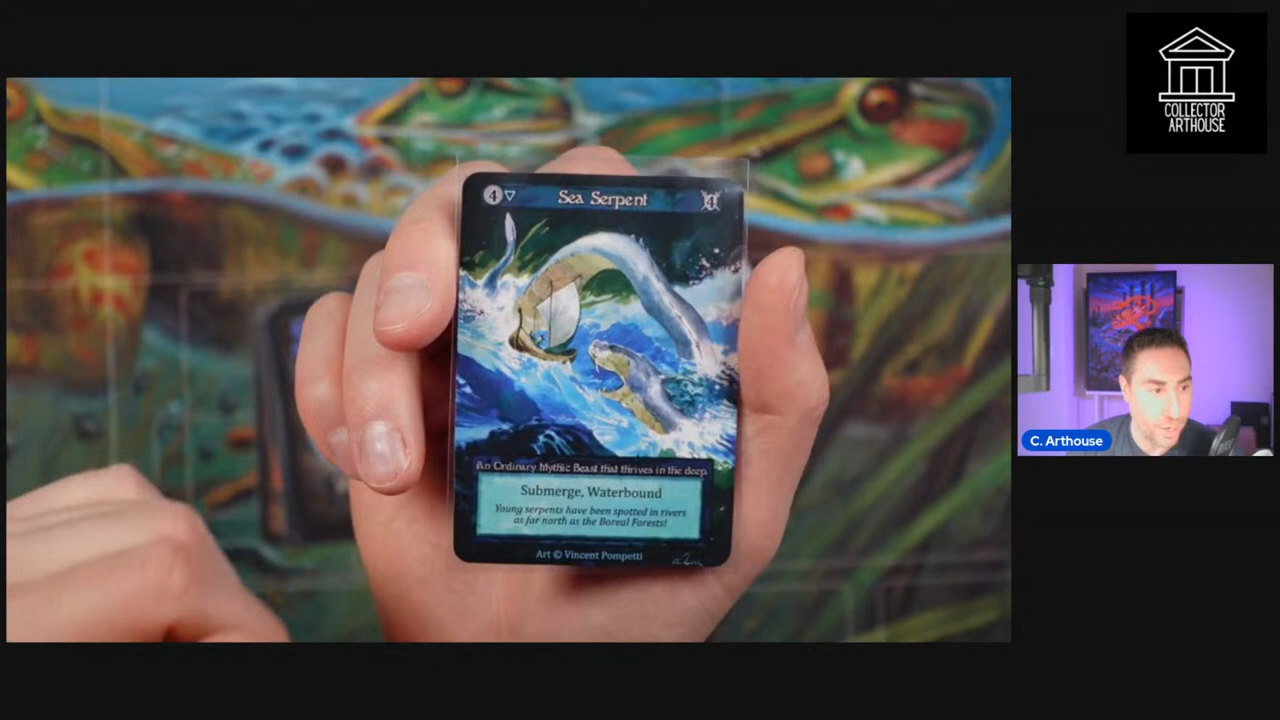 COLLECTOR
ARTHOUSE
4 Sea Serpent 4
An Ordinary Mythic Beast that thrives in the deep
Submerge, Waterbound
Young serpents have been spotted in rivers
as far north as the Boreal Forests!
Art © Vincent Pompetti
C. Arthouse